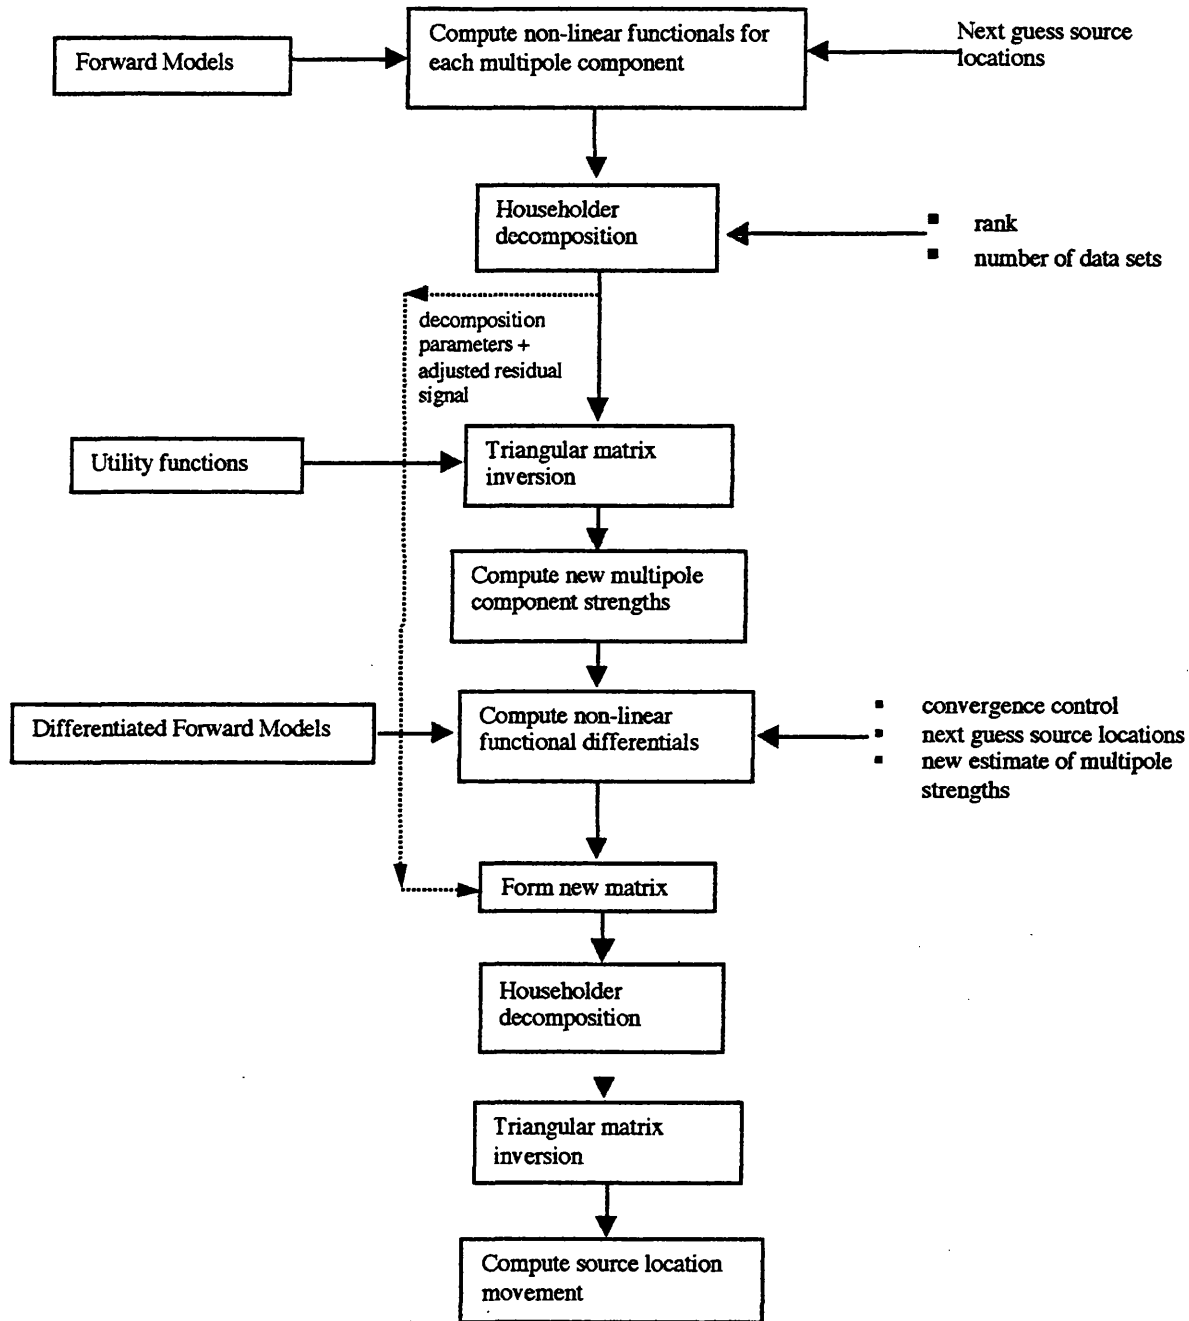 Compute non-linear functionals for
each multipole component
Forward Models
Next guess source
locations
Householder
decomposition
■ rank
■ number of data sets
decomposition
parameters +
adjusted residual
signal
Utility functions
Triangular matrix
inversion
Compute new multipole
component strengths
Differentiated Forward Models
Compute non-linear
functional differentials
■ convergence control
■ next guess source locations
■ new estimate of multipole
strengths
Form new matrix
Householder
decomposition
Triangular matrix
inversion
Compute source location
movement